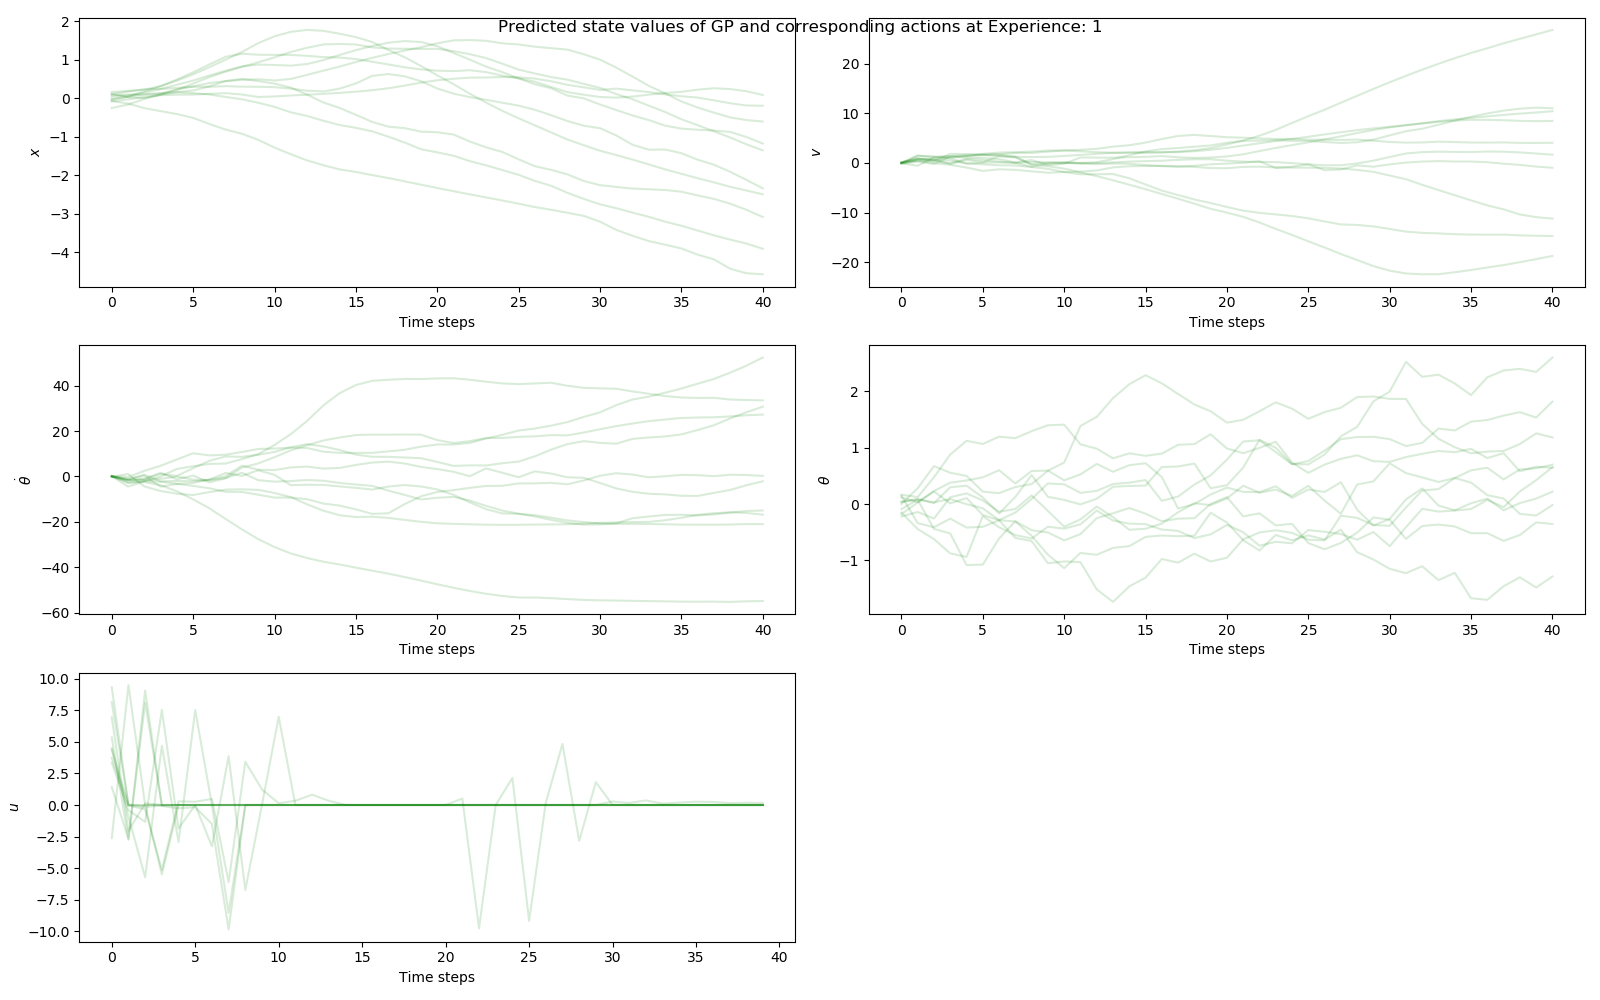 Predicted state values of GP and corresponding actions at Experience: 1
2
1
0
−1
−2
−3
−4
x
0 5 10 15 20 25 30 35 40
Time steps
20
10
0
−10
−20
v
0 5 10 15 20 25 30 35 40
Time steps
40
20
0
−20
−40
−60
θ̇
0 5 10 15 20 25 30 35 40
Time steps
2
1
0
−1
θ
0 5 10 15 20 25 30 35 40
Time steps
10.0
7.5
5.0
2.5
0.0
−2.5
−5.0
−7.5
−10.0
u
0 5 10 15 20 25 30 35 40
Time steps